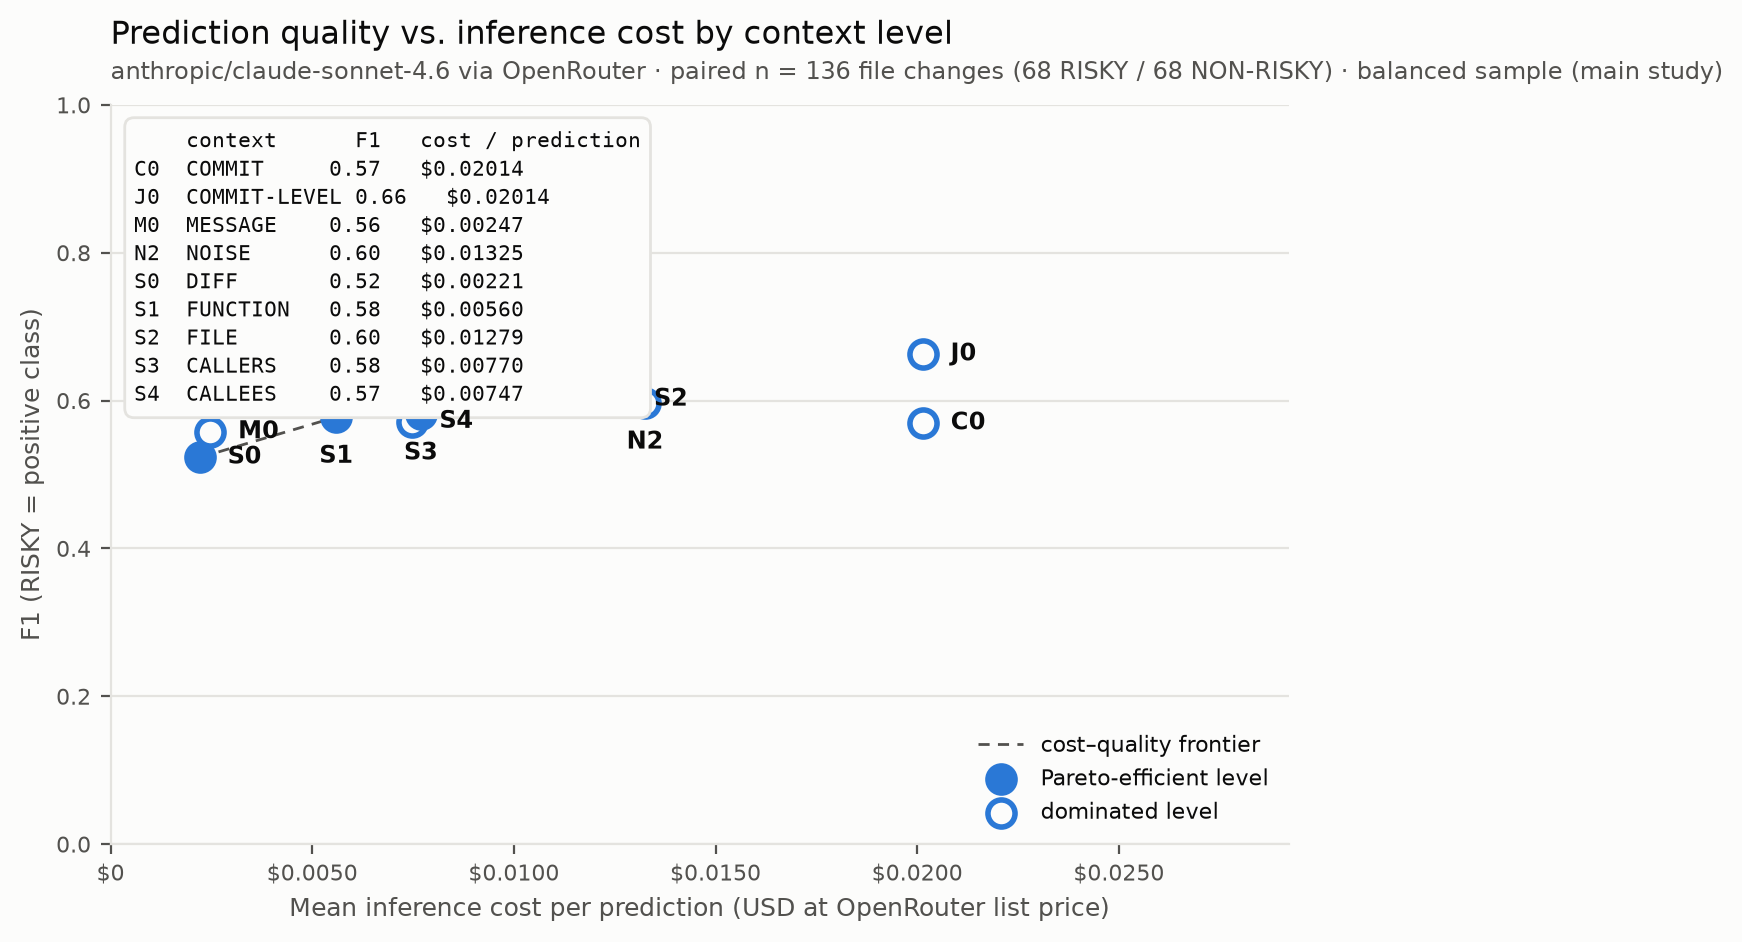 Prediction quality vs. inference cost by context level
anthropic/claude-sonnet-4.6 via OpenRouter · paired n = 136 file changes (68 RISKY / 68 NON-RISKY) · balanced sample (main study)
1.0
0.8
0.6
0.4
0.2
0.0
F1 (RISKY = positive class)
context F1 cost / prediction
C0 COMMIT 0.57 $0.02014
J0 COMMIT-LEVEL 0.66 $0.02014
M0 MESSAGE 0.56 $0.00247
N2 NOISE 0.60 $0.01325
S0 DIFF 0.52 $0.00221
S1 FUNCTION 0.58 $0.00560
S2 FILE 0.60 $0.01279
S3 CALLERS 0.58 $0.00770
S4 CALLEES 0.57 $0.00747
J0
S2
S4
C0
M0
N2
S0
S1
S3
cost–quality frontier
Pareto-efficient level
dominated level
$0 $0.0050 $0.0100 $0.0150 $0.0200 $0.0250
Mean inference cost per prediction (USD at OpenRouter list price)